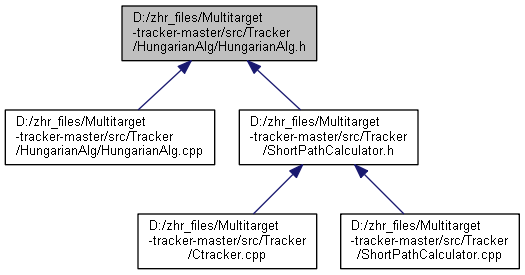 D:/zhr_files/Multitarget
-tracker-master/src/Tracker
/HungarianAlg/HungarianAlg.h
D:/zhr_files/Multitarget
-tracker-master/src/Tracker
/HungarianAlg/HungarianAlg.cpp
D:/zhr_files/Multitarget
-tracker-master/src/Tracker
/ShortPathCalculator.h
D:/zhr_files/Multitarget
-tracker-master/src/Tracker
/Ctracker.cpp
D:/zhr_files/Multitarget
-tracker-master/src/Tracker
/ShortPathCalculator.cpp